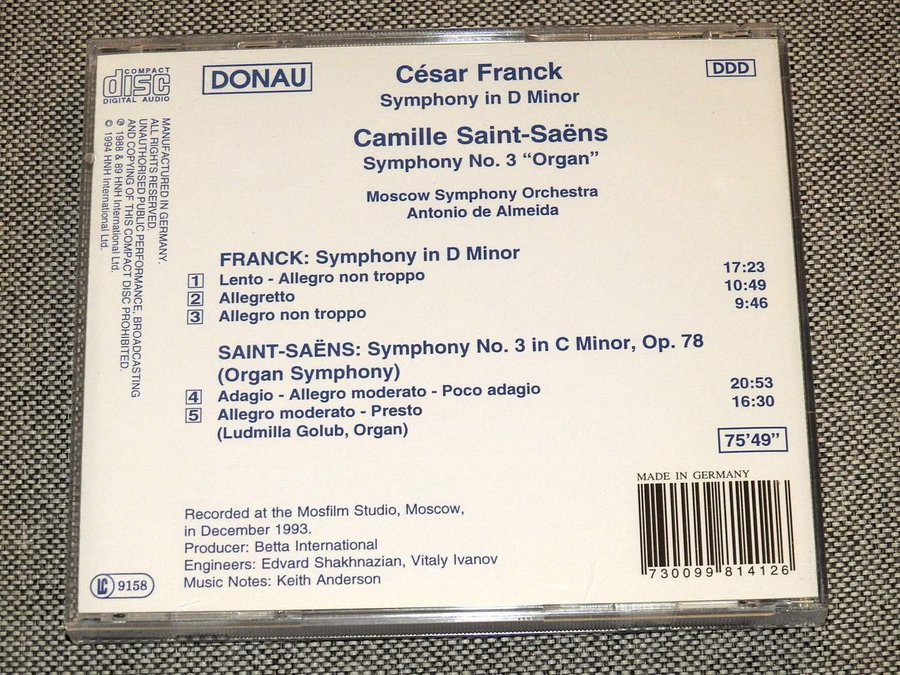 COMPACT
disc
DIGITAL AUDIO
DONAU
DDD
César Franck
Symphony in D Minor
Camille Saint-Saëns
Symphony No. 3 “Organ”
Moscow Symphony Orchestra
Antonio de Almeida
FRANCK: Symphony in D Minor
1 Lento - Allegro non troppo 17:23
2 Allegretto 10:49
3 Allegro non troppo 9:46
SAINT-SAËNS: Symphony No. 3 in C Minor, Op. 78
(Organ Symphony)
4 Adagio - Allegro moderato - Poco adagio 20:53
5 Allegro moderato - Presto 16:30
(Ludmilla Golub, Organ)
75’49”
Recorded at the Mosfilm Studio, Moscow,
in December 1993.
Producer: Betta International
Engineers: Edvard Shakhnazian, Vitaly Ivanov
Music Notes: Keith Anderson
MADE IN GERMANY
730099 814126
LC 9158
MANUFACTURED IN GERMANY.
ALL RIGHTS RESERVED.
UNAUTHORISED PUBLIC PERFORMANCE, BROADCASTING
AND COPYING OF THIS COMPACT DISC PROHIBITED.
℗ 1988 & 89 HNH International Ltd.
© 1994 HNH International Ltd.